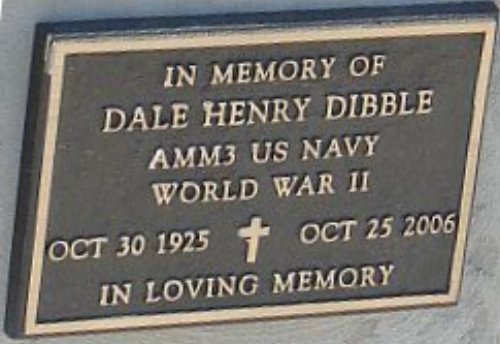 IN MEMORY OF
DALE HENRY DIBBLE
AMM3 US NAVY
WORLD WAR II
OCT 30 1925 OCT 25 2006
IN LOVING MEMORY